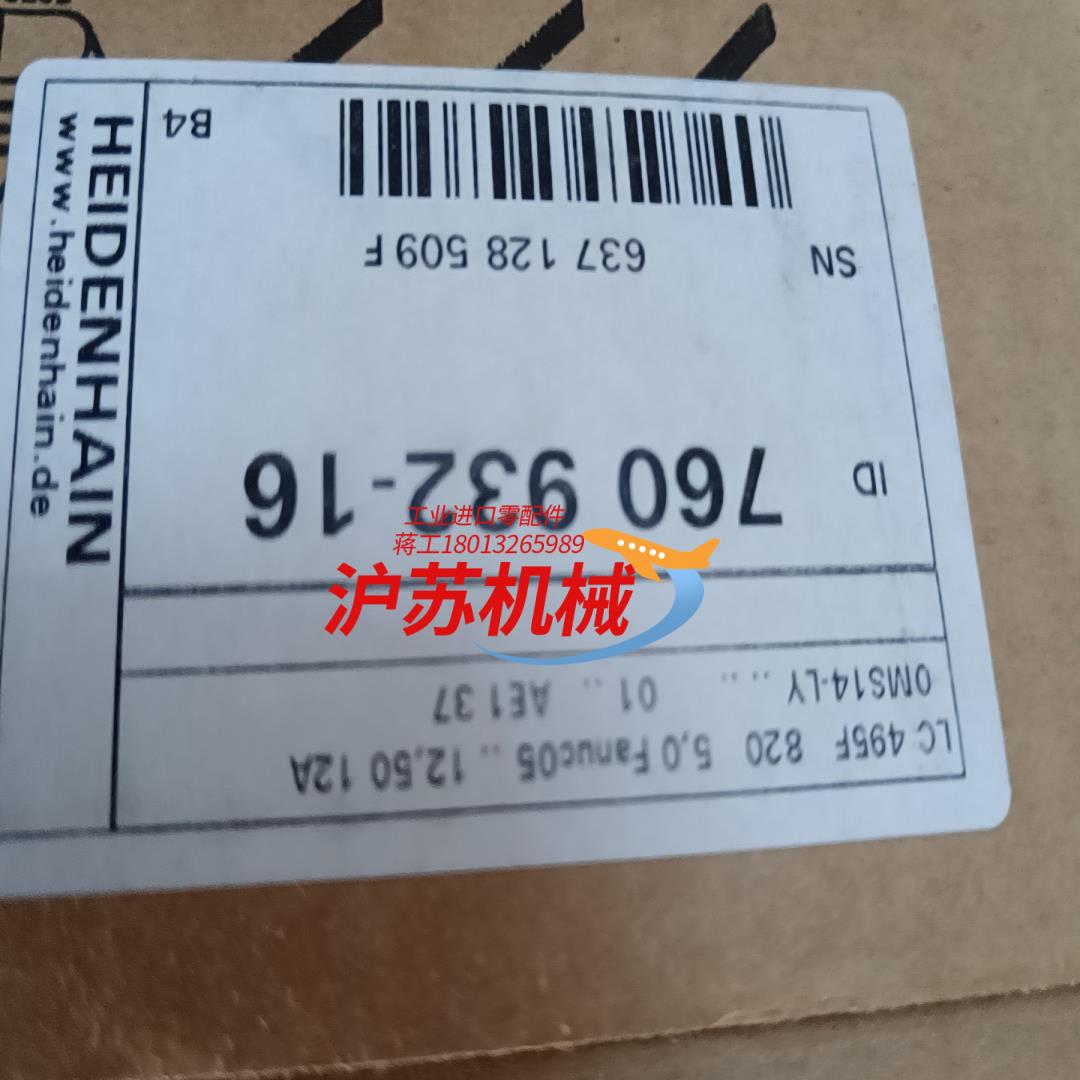 LC 495F 820 5,0 Fanuc05 .. 12,50 12A
OMS14-LY .. .. 01 .. AE1 37
ID 760 932-16
SN 637 128 509 F
B4
HEIDENHAIN
www.heidenhain.de
工业进口零配件
蒋工18013265989
沪苏机械